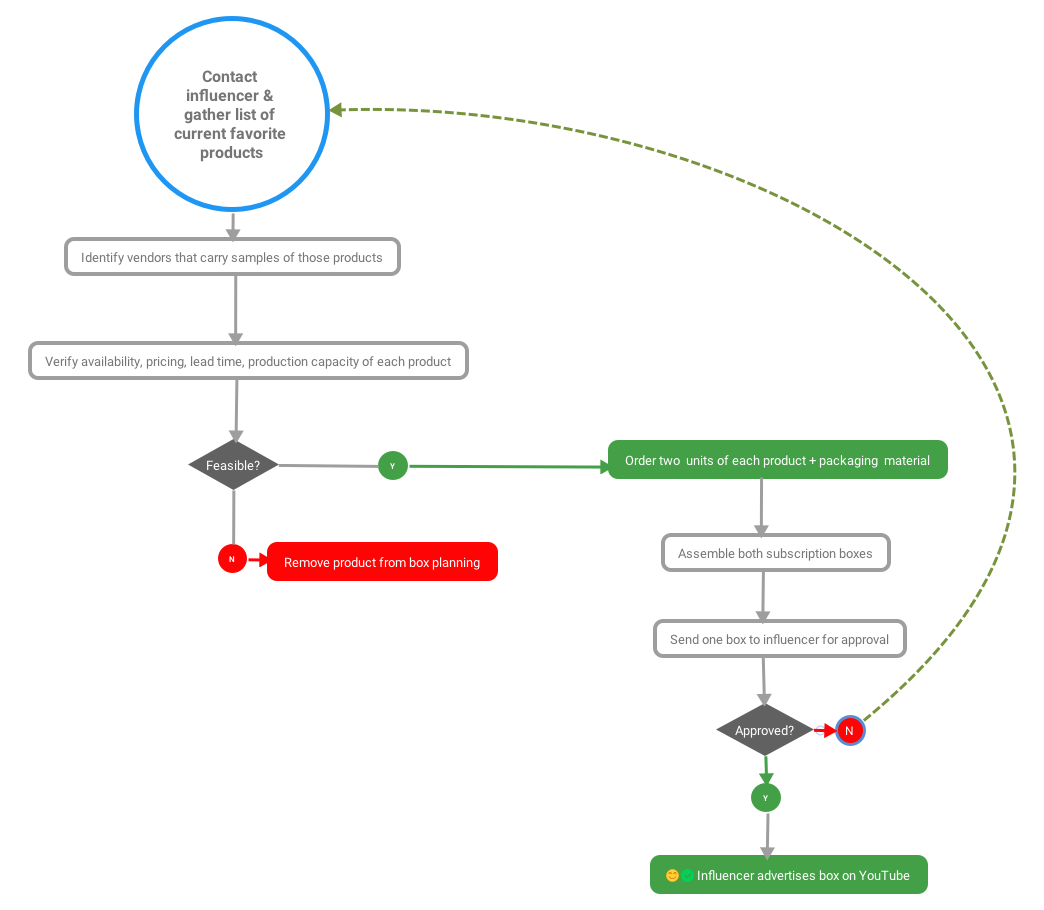 Contact
influencer &
gather list of
current favorite
products
Identify vendors that carry samples of those products
Verify availability, pricing, lead time, production capacity of each product
Feasible?
Y
Order two units of each product + packaging material
N
Remove product from box planning
Assemble both subscription boxes
Send one box to influencer for approval
Approved?
N
Y
😊✅ Influencer advertises box on YouTube